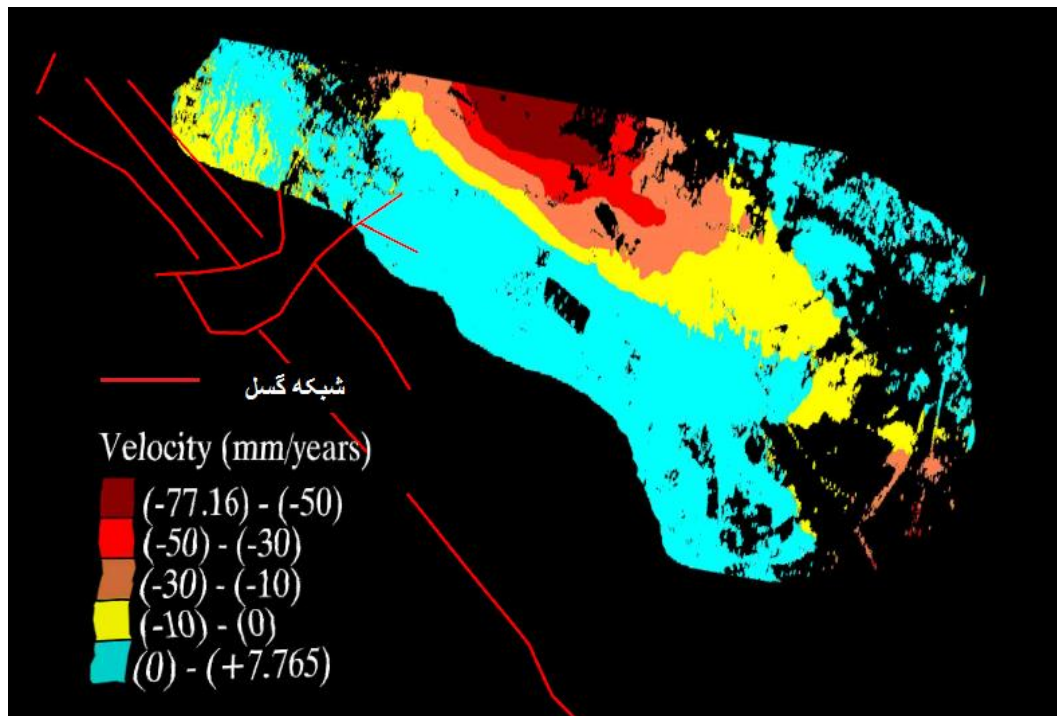 شبکه گسل
Velocity (mm/years)
(-77.16) - (-50)
(-50) - (-30)
(-30) - (-10)
(-10) - (0)
(0) - (+7.765)